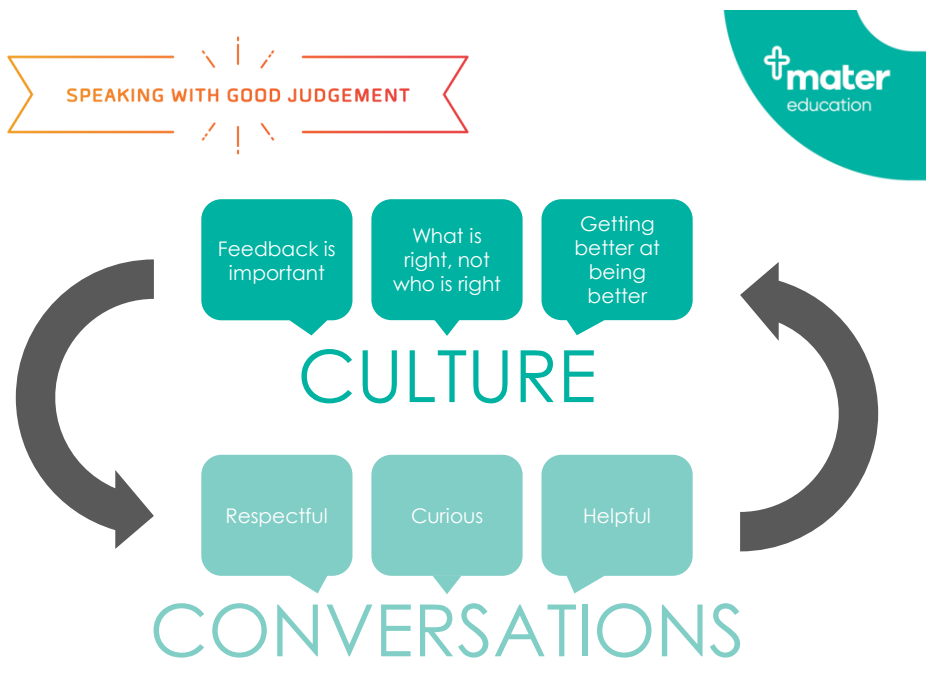 SPEAKING WITH GOOD JUDGEMENT
mater
education
Feedback is
important
What is
right, not
who is right
Getting
better at
being
better
CULTURE
Respectful
Curious
Helpful
CONVERSATIONS